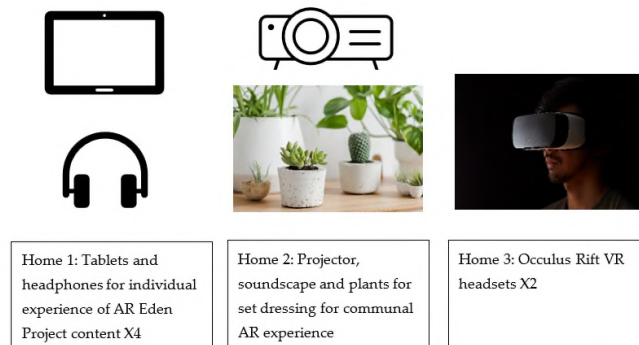 Home 1: Tablets and
headphones for individual
experience of AR Eden
Project content X4
Home 2: Projector,
soundscape and plants for
set dressing for communal
AR experience
Home 3: Occulus Rift VR
headsets X2